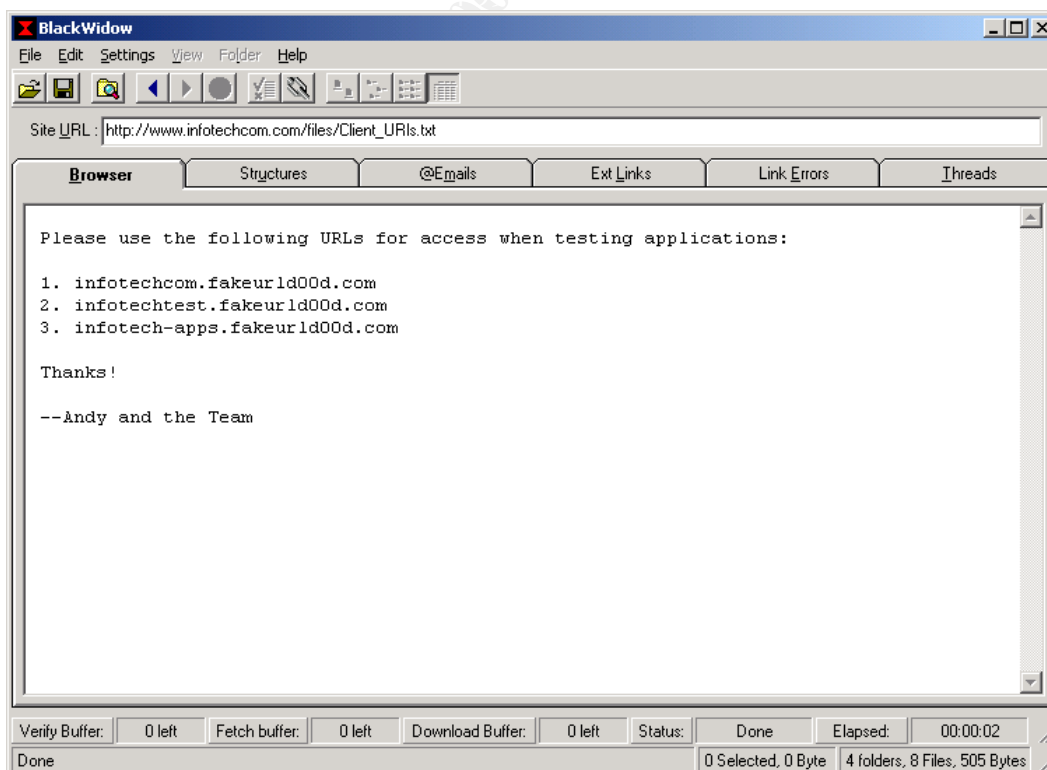 BlackWidow
File Edit Settings View Folder Help
Site URL : http://www.infotechcom.com/files/Client_URls.txt
Browser Structures @Emails Ext Links Link Errors Threads
Please use the following URLs for access when testing applications:
1. infotechcom.fakeurld00d.com
2. infotechtest.fakeurld00d.com
3. infotech-apps.fakeurld00d.com
Thanks!
--Andy and the Team
Verify Buffer: 0 left Fetch buffer: 0 left Download Buffer: 0 left Status: Done Elapsed: 00:00:02
Done 0 Selected, 0 Byte 4 folders, 8 Files, 505 Bytes